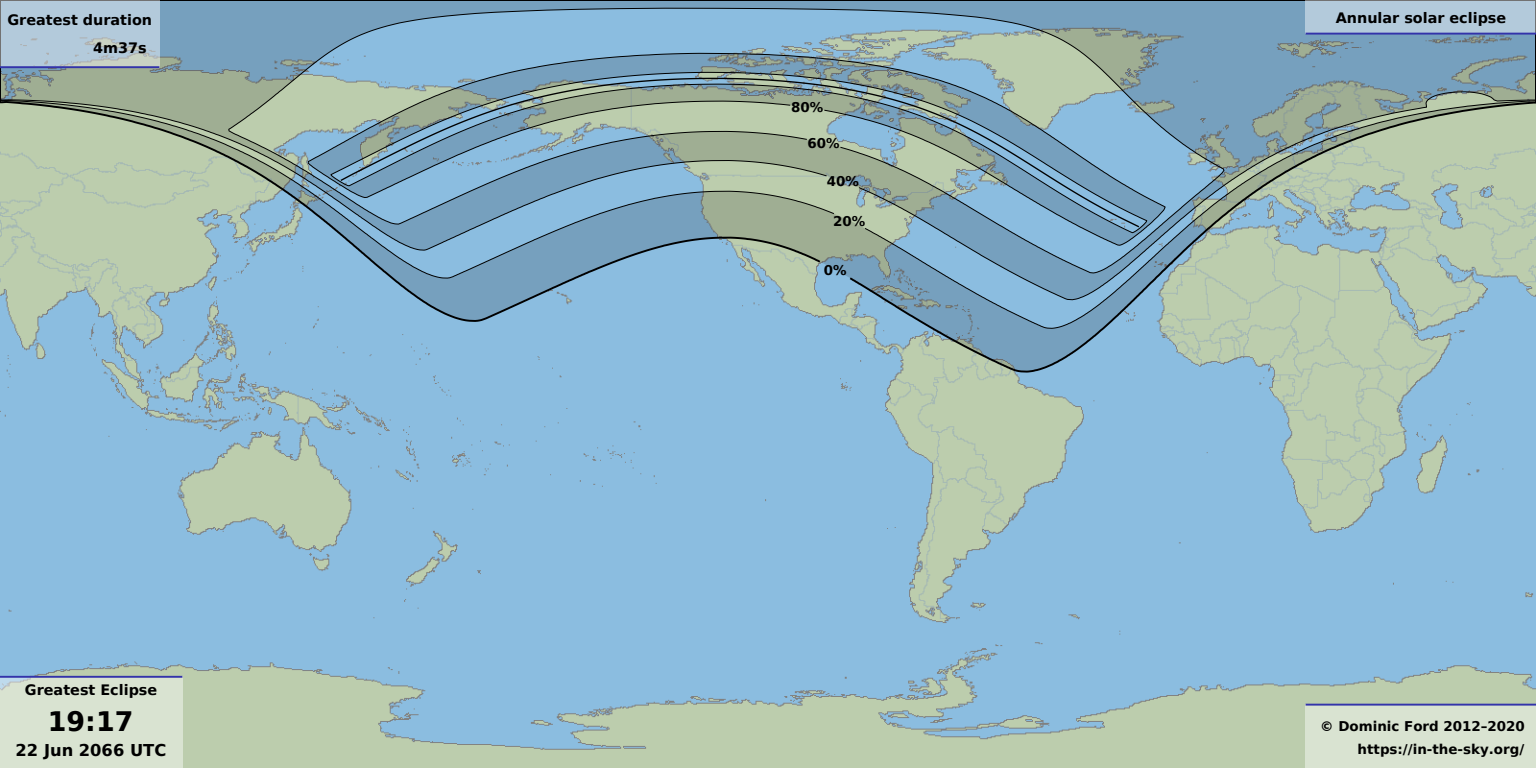 Greatest duration
4m37s
Annular solar eclipse
80%
60%
40%
20%
0%
Greatest Eclipse
19:17
22 Jun 2066 UTC
© Dominic Ford 2012–2020
https://in-the-sky.org/